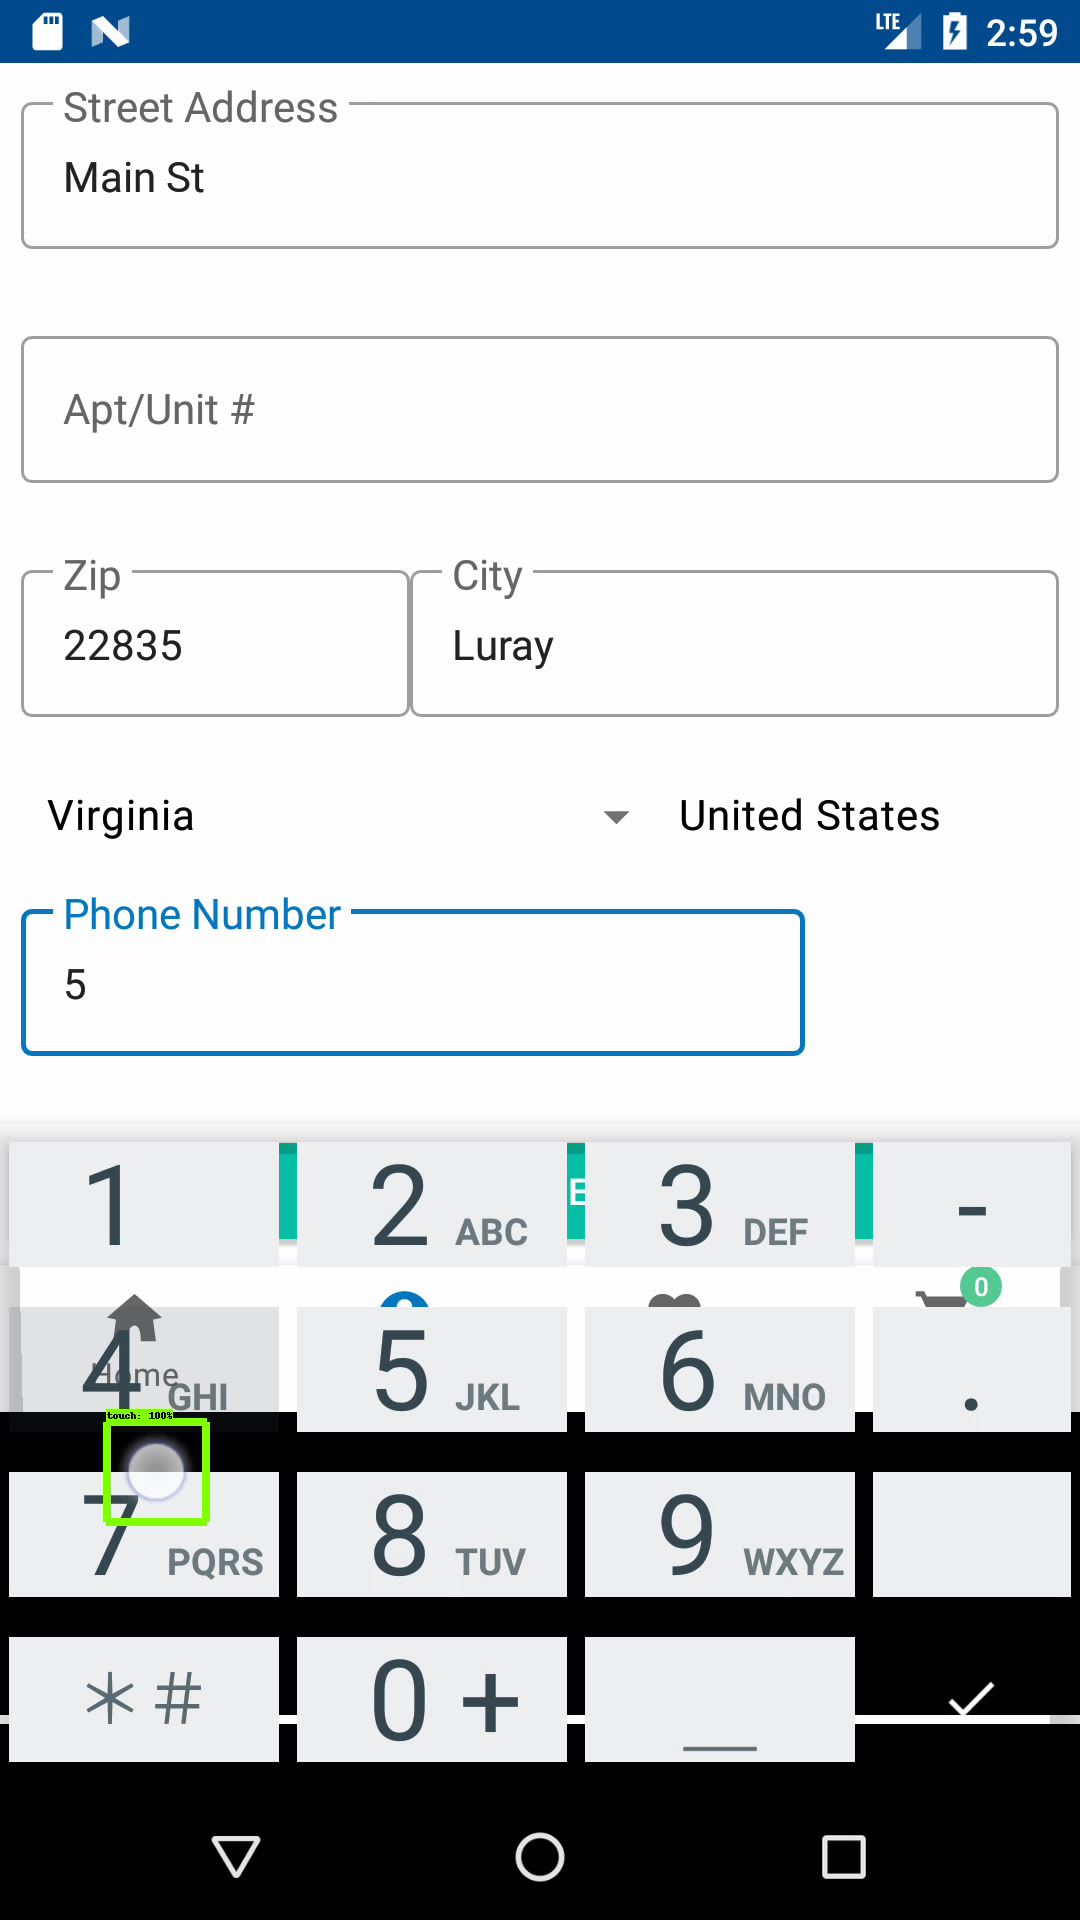 LTE 2:59
Street Address
Main St
Apt/Unit #
Zip City
22835 Luray
Virginia United States
Phone Number
5
1 2 ABC E 3 DEF -
0
Home
4 GHI 5 JKL 6 MNO .
touch: 100%
7 PQRS 8 TUV 9 WXYZ
*# 0 +